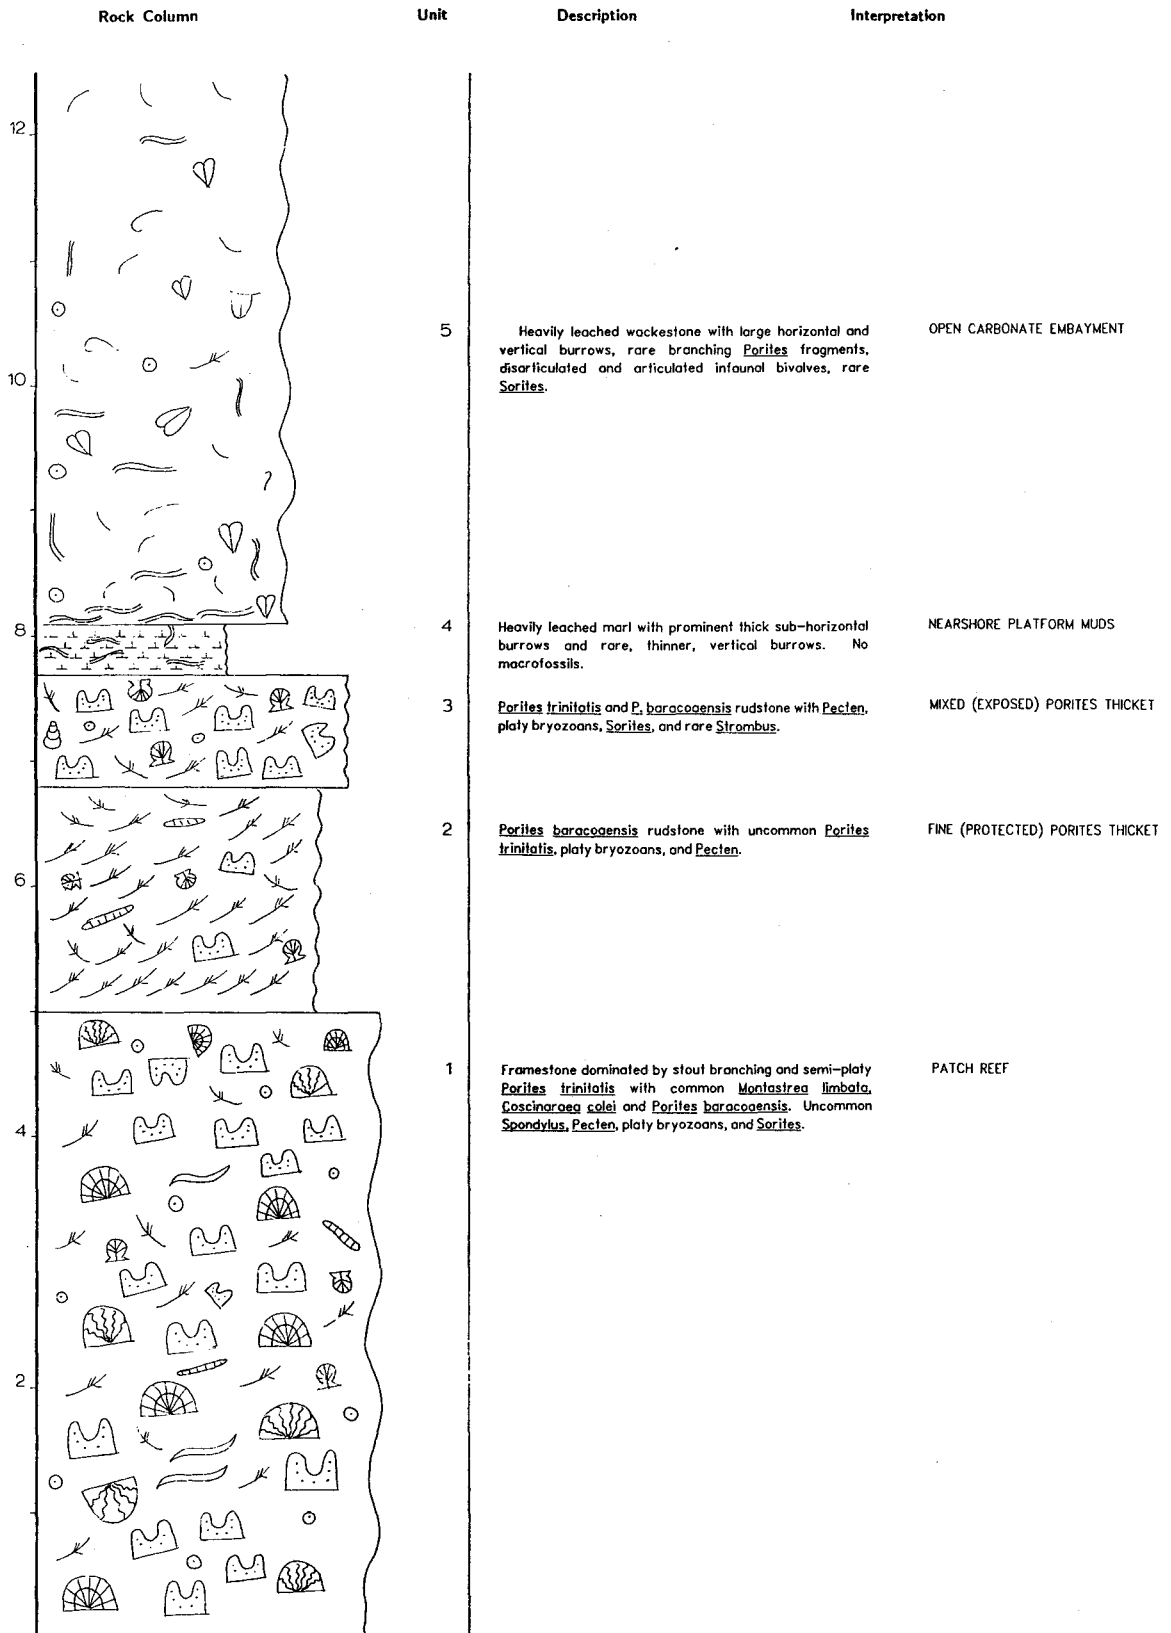 Rock Column Unit Description Interpretation
12
5 Heavily leached wackestone with large horizontal and OPEN CARBONATE EMBAYMENT
vertical burrows, rare branching Porites fragments,
disarticulated and articulated infaunal bivalves, rare
Sorites.
10
8
4 Heavily leached marl with prominent thick sub-horizontal NEARSHORE PLATFORM MUDS
burrows and rare, thinner, vertical burrows. No
macrofossils.
3 Porites trinitatis and P. baracoaensis rudstone with Pecten, MIXED (EXPOSED) PORITES THICKET
platy bryozoans, Sorites, and rare Strombus.
2 Porites baracoaensis rudstone with uncommon Porites FINE (PROTECTED) PORITES THICKET
trinitatis, platy bryozoans, and Pecten.
6
1 Framestone dominated by stout branching and semi-platy PATCH REEF
Porites trinitatis with common Montastrea limbata,
Coscinaraea colei and Porites baracoaensis. Uncommon
Spondylus, Pecten, platy bryozoans, and Sorites.
4
2